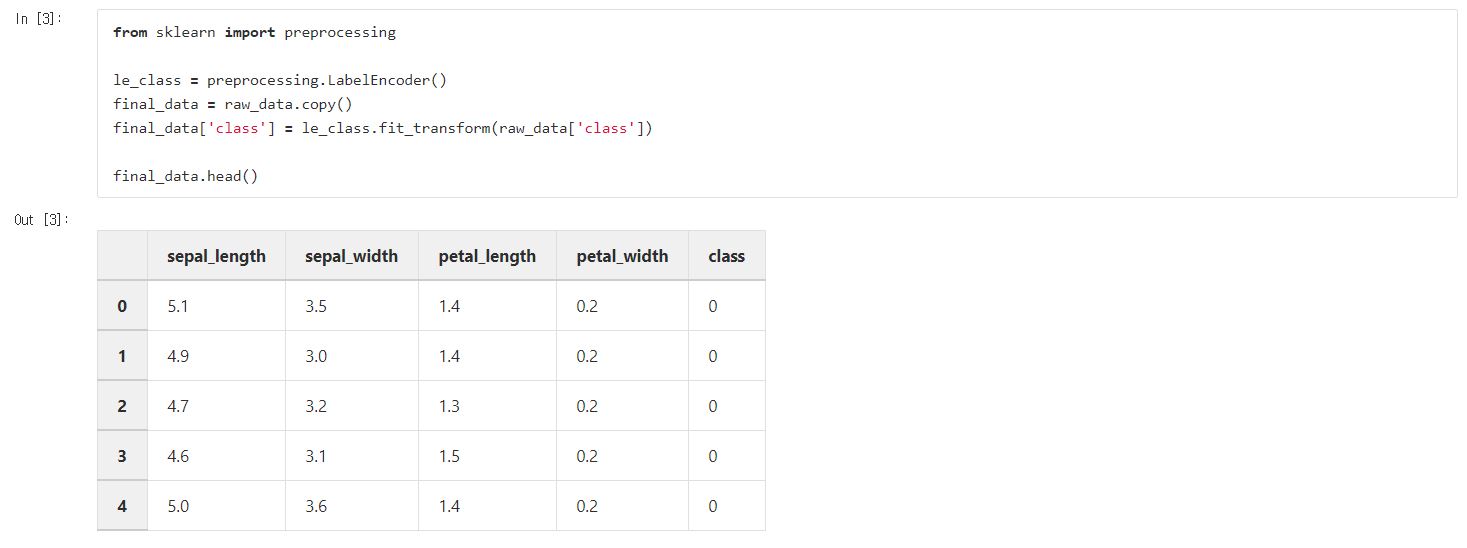 In [3]:
from sklearn import preprocessing
le_class = preprocessing.LabelEncoder()
final_data = raw_data.copy()
final_data['class'] = le_class.fit_transform(raw_data['class'])
final_data.head()
Out [3]:
sepal_length sepal_width petal_length petal_width class
0 5.1 3.5 1.4 0.2 0
1 4.9 3.0 1.4 0.2 0
2 4.7 3.2 1.3 0.2 0
3 4.6 3.1 1.5 0.2 0
4 5.0 3.6 1.4 0.2 0